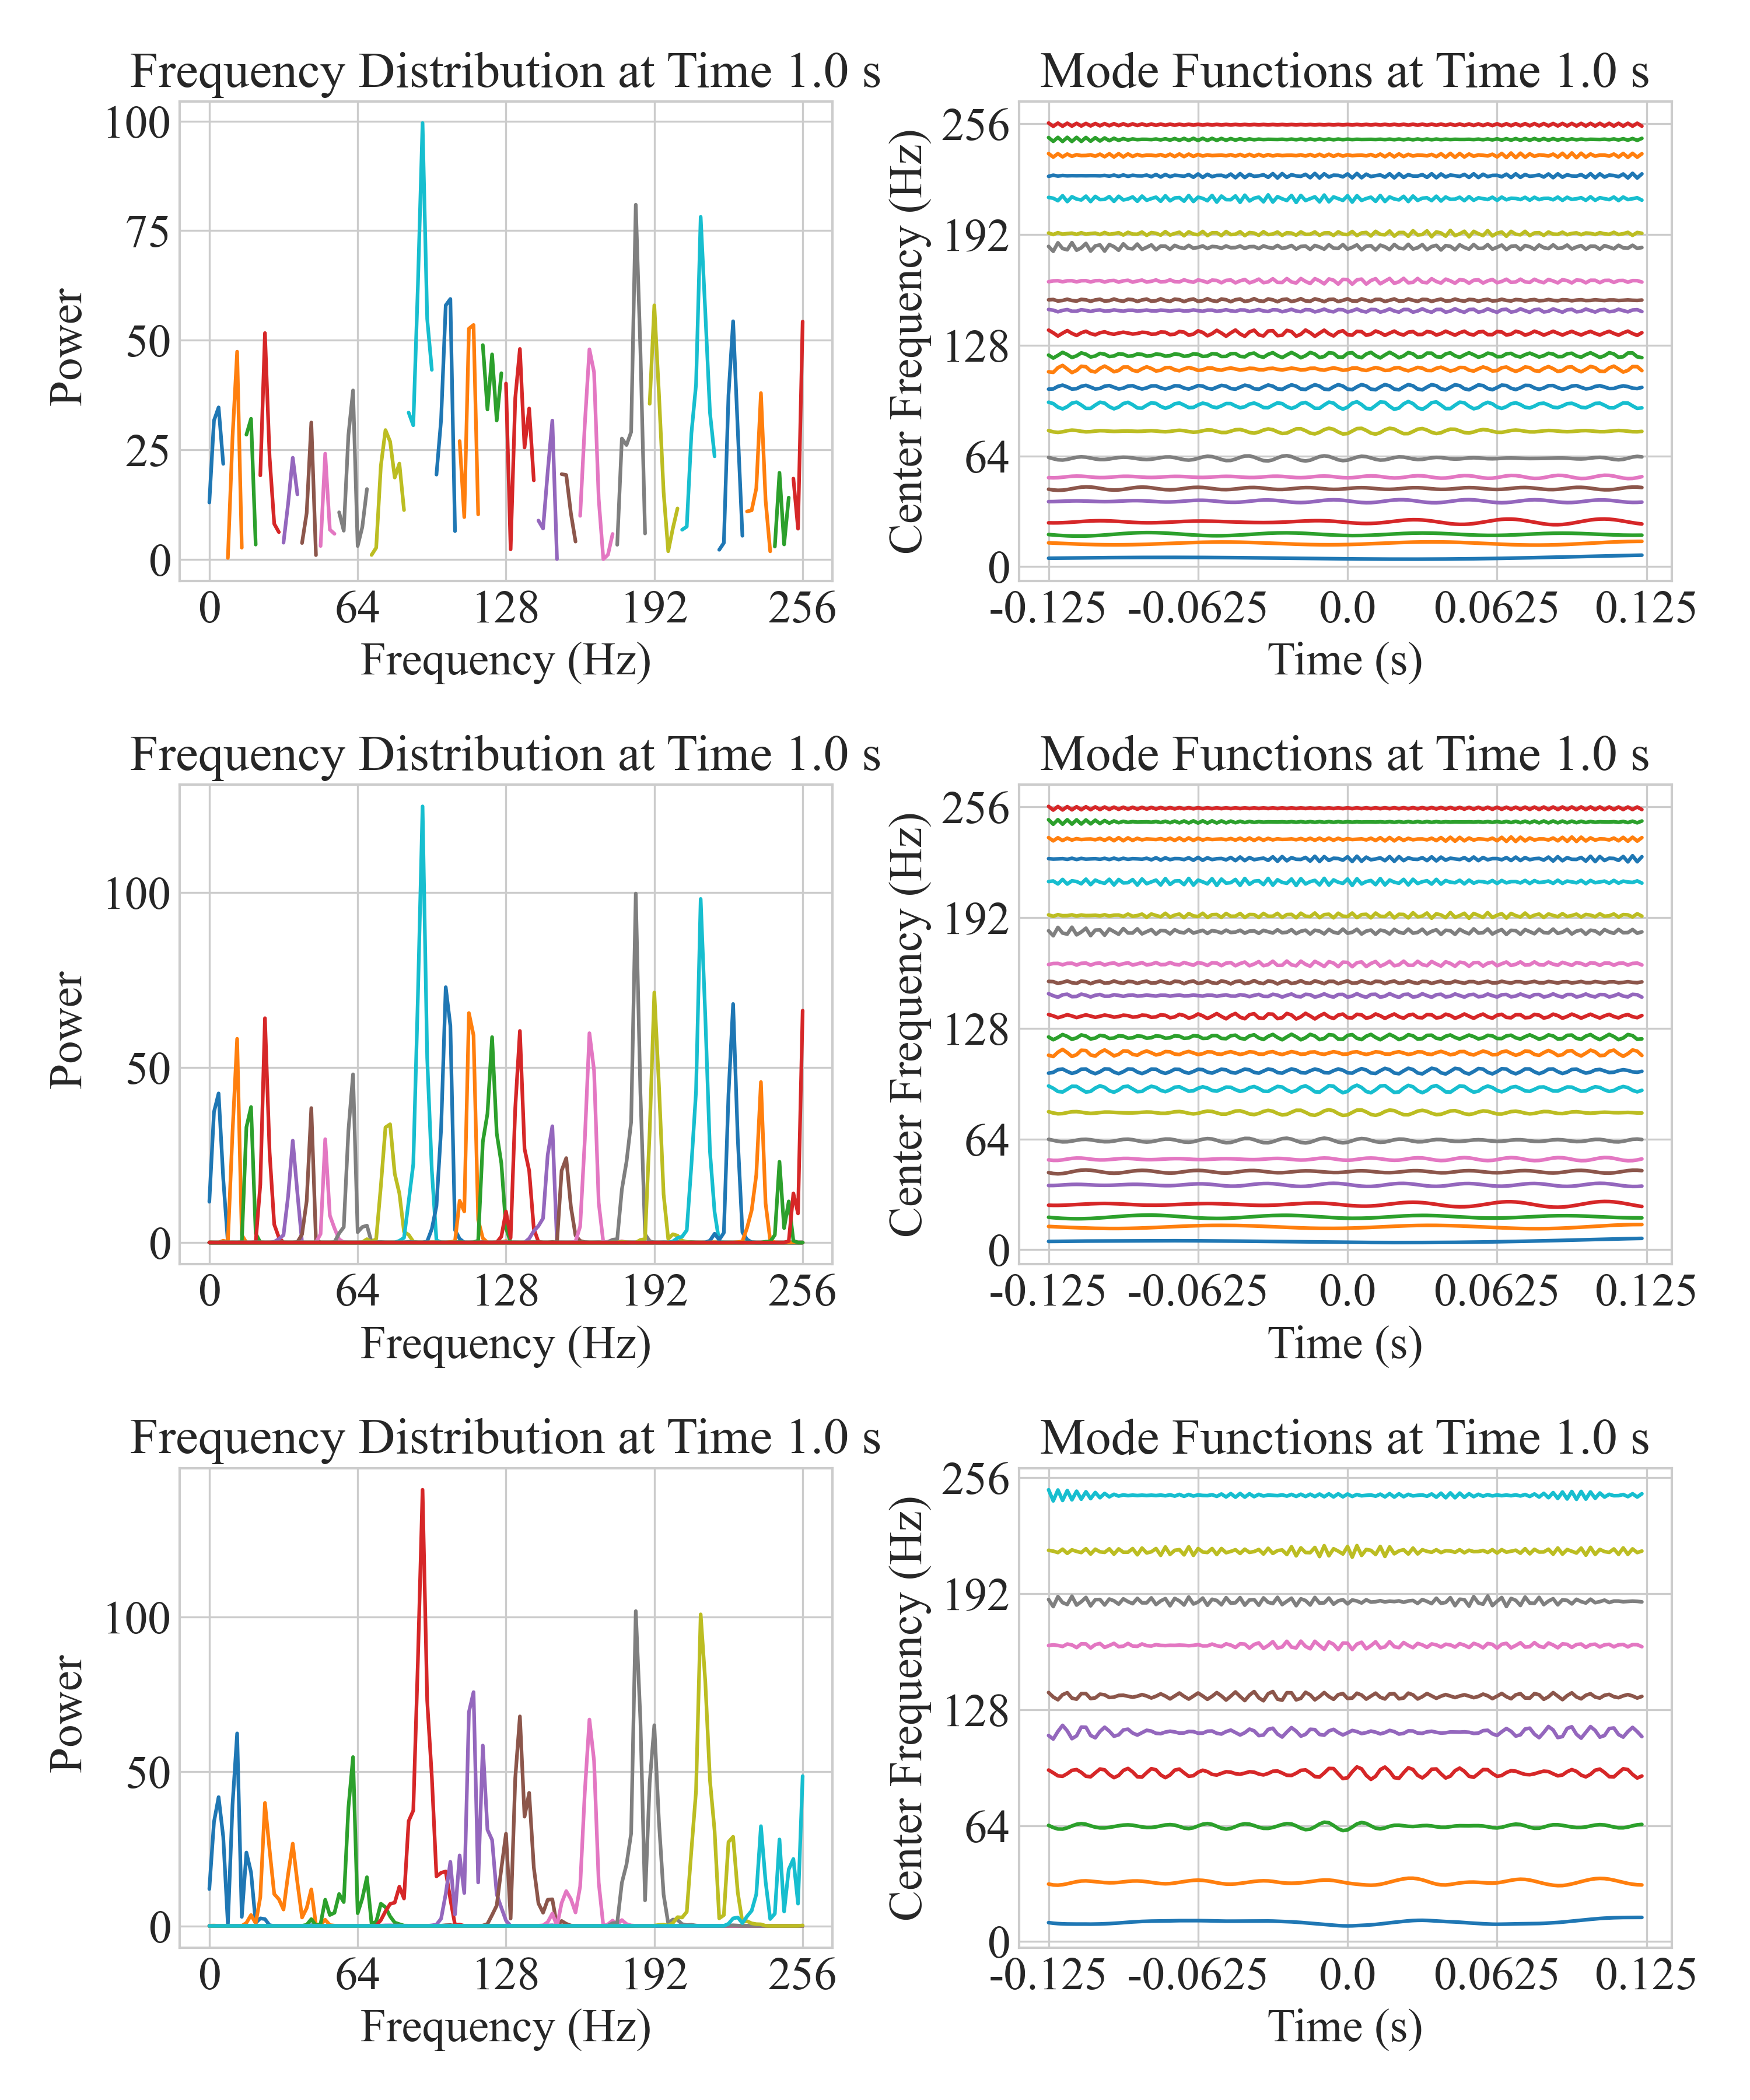 Frequency Distribution at Time 1.0 s
Power
100
75
50
25
0
0 64 128 192 256
Frequency (Hz)
Mode Functions at Time 1.0 s
Center Frequency (Hz)
256
192
128
64
0
-0.125 -0.0625 0.0 0.0625 0.125
Time (s)
Frequency Distribution at Time 1.0 s
Power
100
50
0
0 64 128 192 256
Frequency (Hz)
Mode Functions at Time 1.0 s
Center Frequency (Hz)
256
192
128
64
0
-0.125 -0.0625 0.0 0.0625 0.125
Time (s)
Frequency Distribution at Time 1.0 s
Power
100
50
0
0 64 128 192 256
Frequency (Hz)
Mode Functions at Time 1.0 s
Center Frequency (Hz)
256
192
128
64
0
-0.125 -0.0625 0.0 0.0625 0.125
Time (s)